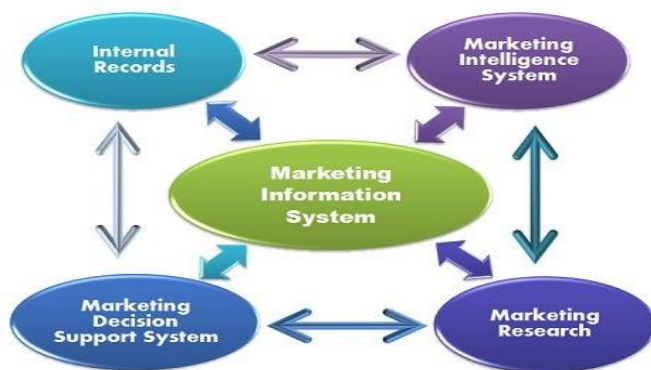 Internal
Records
Marketing
Intelligence
System
Marketing
Information
System
Marketing
Decision
Support System
Marketing
Research